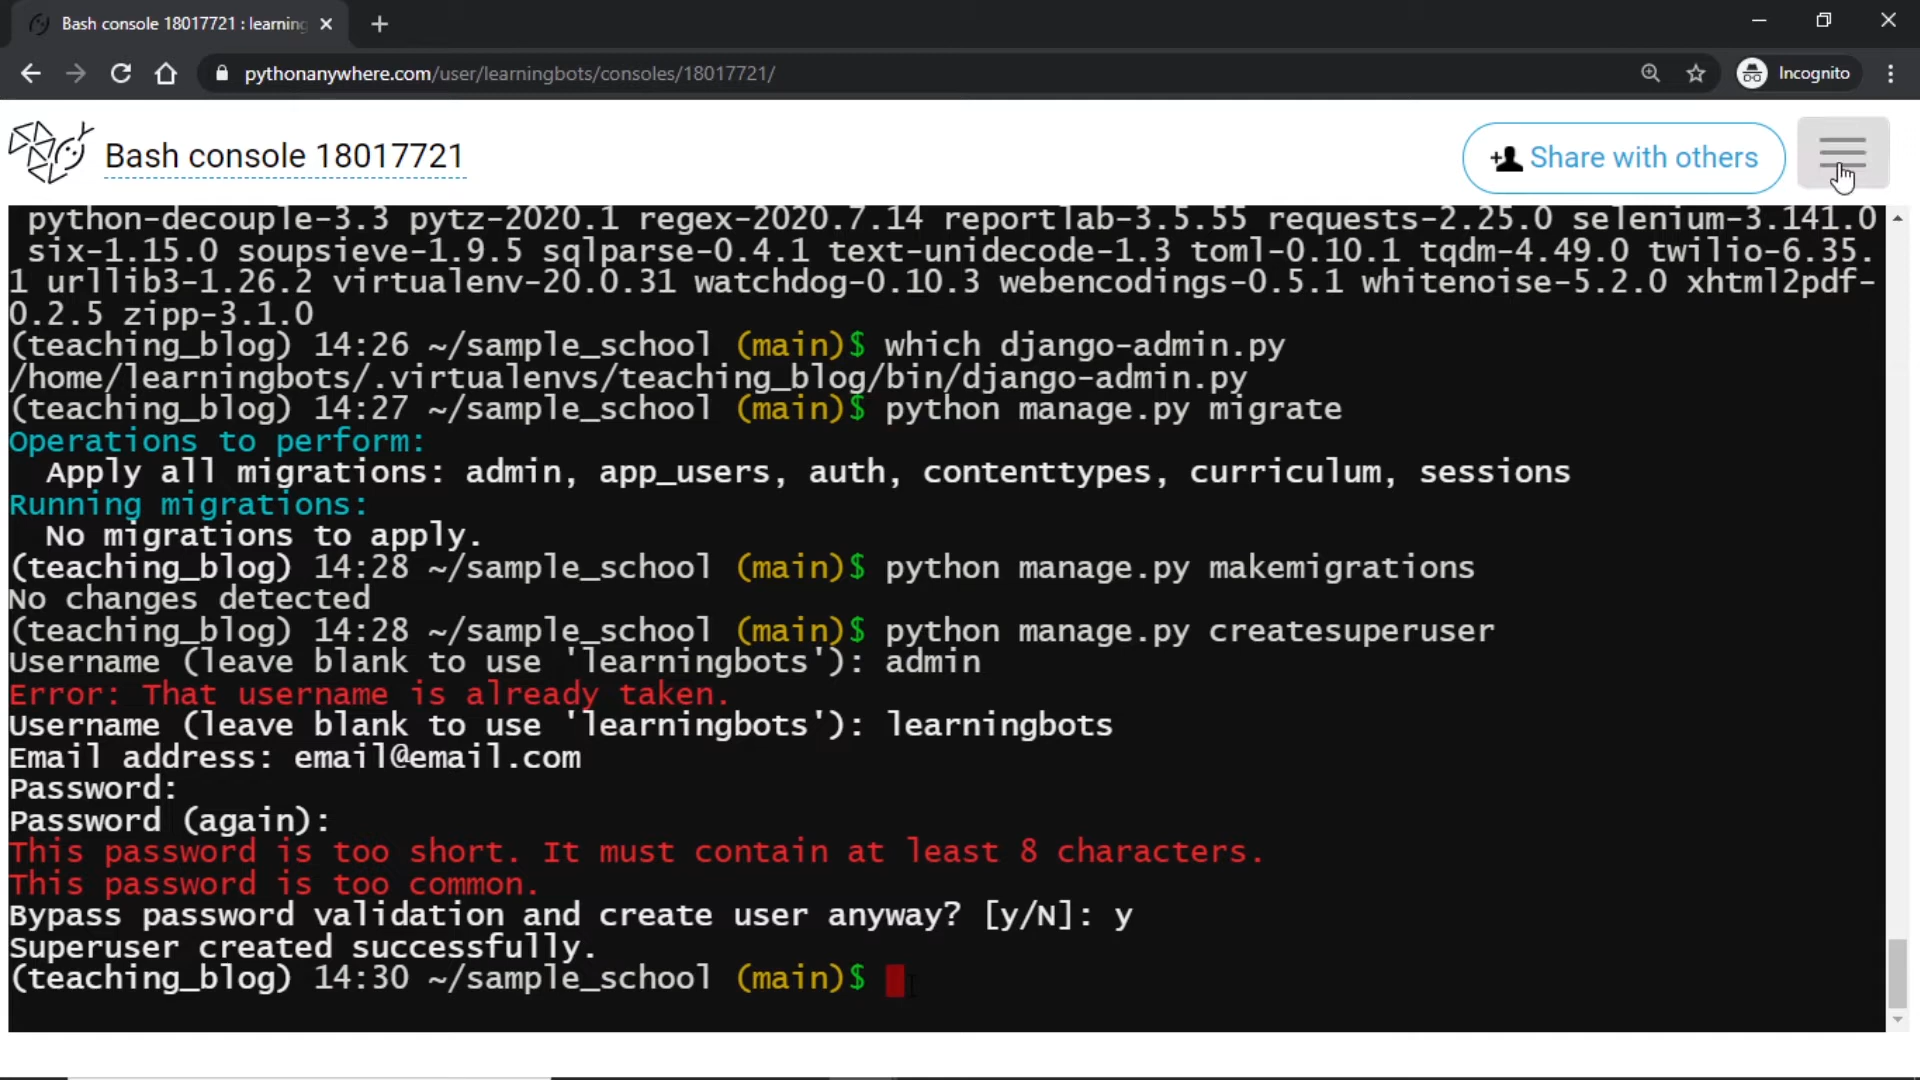 Bash console 18017721 : learning
pythonanywhere.com/user/learningbots/consoles/18017721/
Incognito
Bash console 18017721
Share with others
python-decouple-3.3 pytz-2020.1 regex-2020.7.14 reportlab-3.5.55 requests-2.25.0 selenium-3.141.0
six-1.15.0 soupsieve-1.9.5 sqlparse-0.4.1 text-unidecode-1.3 toml-0.10.1 tqdm-4.49.0 twilio-6.35.
1 urllib3-1.26.2 virtualenv-20.0.31 watchdog-0.10.3 webencodings-0.5.1 whitenoise-5.2.0 xhtml2pdf-
0.2.5 zipp-3.1.0
(teaching_blog) 14:26 ~/sample_school (main)$ which django-admin.py
/home/learningbots/.virtualenvs/teaching_blog/bin/django-admin.py
(teaching_blog) 14:27 ~/sample_school (main)$ python manage.py migrate
Operations to perform:
Apply all migrations: admin, app_users, auth, contenttypes, curriculum, sessions
Running migrations:
No migrations to apply.
(teaching_blog) 14:28 ~/sample_school (main)$ python manage.py makemigrations
No changes detected
(teaching_blog) 14:28 ~/sample_school (main)$ python manage.py createsuperuser
Username (leave blank to use 'learningbots'): admin
Error: That username is already taken.
Username (leave blank to use 'learningbots'): learningbots
Email address: email@email.com
Password:
Password (again):
This password is too short. It must contain at least 8 characters.
This password is too common.
Bypass password validation and create user anyway? [y/N]: y
Superuser created successfully.
(teaching_blog) 14:30 ~/sample_school (main)$